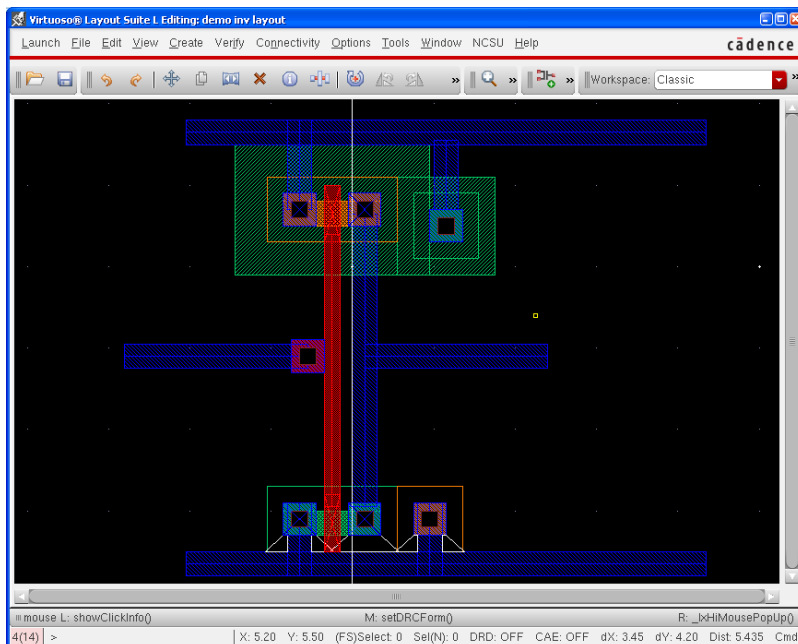 Virtuoso® Layout Suite L Editing: demo inv layout
Launch File Edit View Create Verify Connectivity Options Tools Window NCSU Help cādence
» » » Workspace: Classic »
mouse L: showClickInfo() M: setDRCForm() R: _lxHiMousePopUp()
4(14) > X: 5.20 Y: 5.50 (FS)Select: 0 Sel(N): 0 DRD: OFF CAE: OFF dX: 3.45 dY: 4.20 Dist: 5.435 Cmd